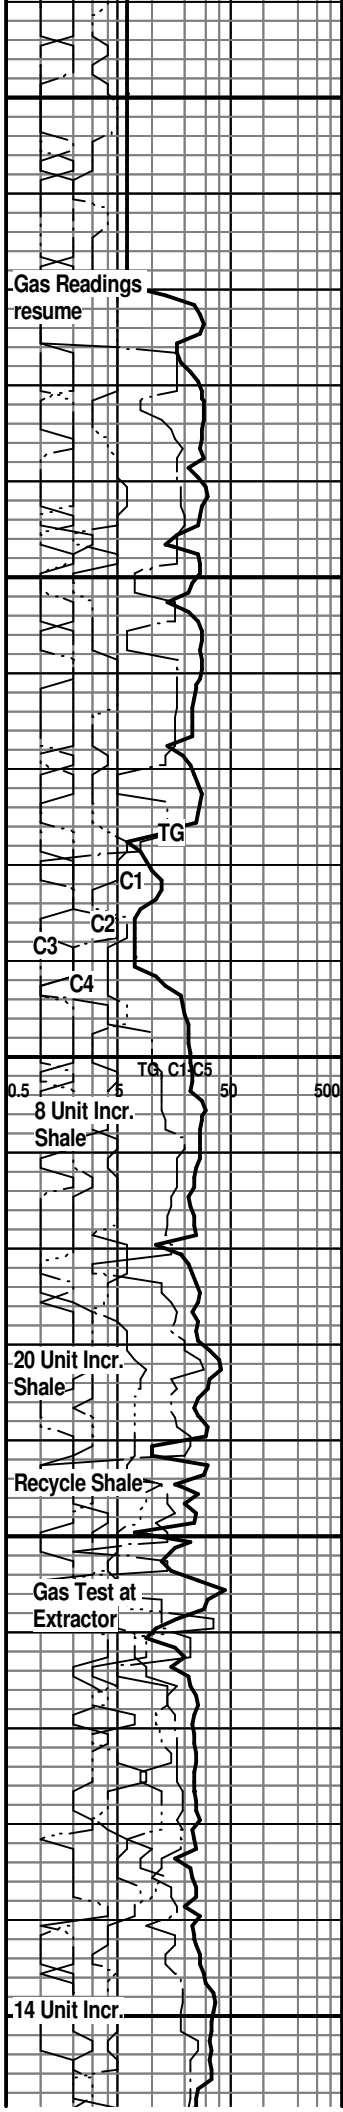 Gas Readings
resume
TG
C1
C2
C3
C4
TG, C1-C5
0.5 5 50 500
8 Unit Incr.
Shale
20 Unit Incr.
Shale
Recycle Shale
Gas Test at
Extractor
14 Unit Incr.